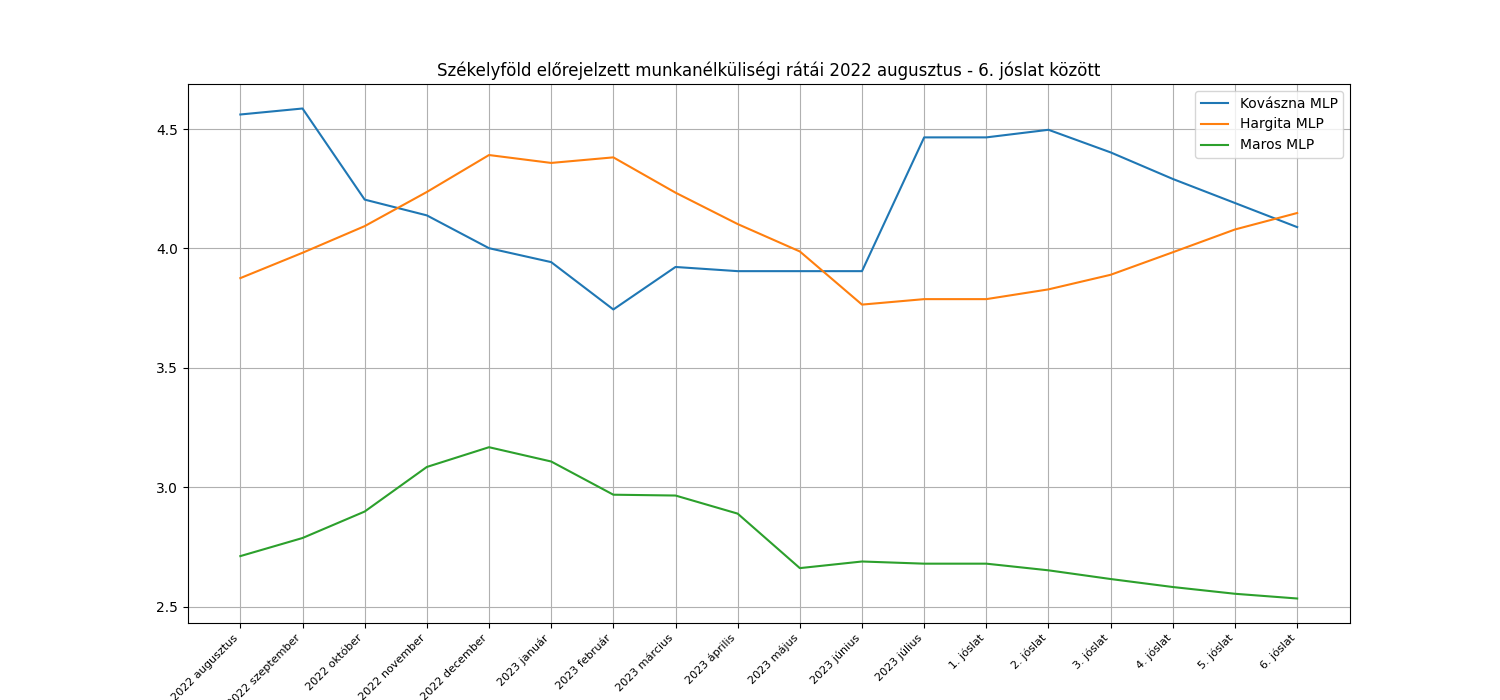 Székelyföld előrejelzett munkanélküliségi rátái 2022 augusztus - 6. jóslat között
Kovászna MLP
Hargita MLP
Maros MLP
4.5
4.0
3.5
3.0
2.5
2022 augusztus
2022 szeptember
2022 október
2022 november
2022 december
2023 január
2023 február
2023 március
2023 április
2023 május
2023 június
2023 július
1. jóslat
2. jóslat
3. jóslat
4. jóslat
5. jóslat
6. jóslat